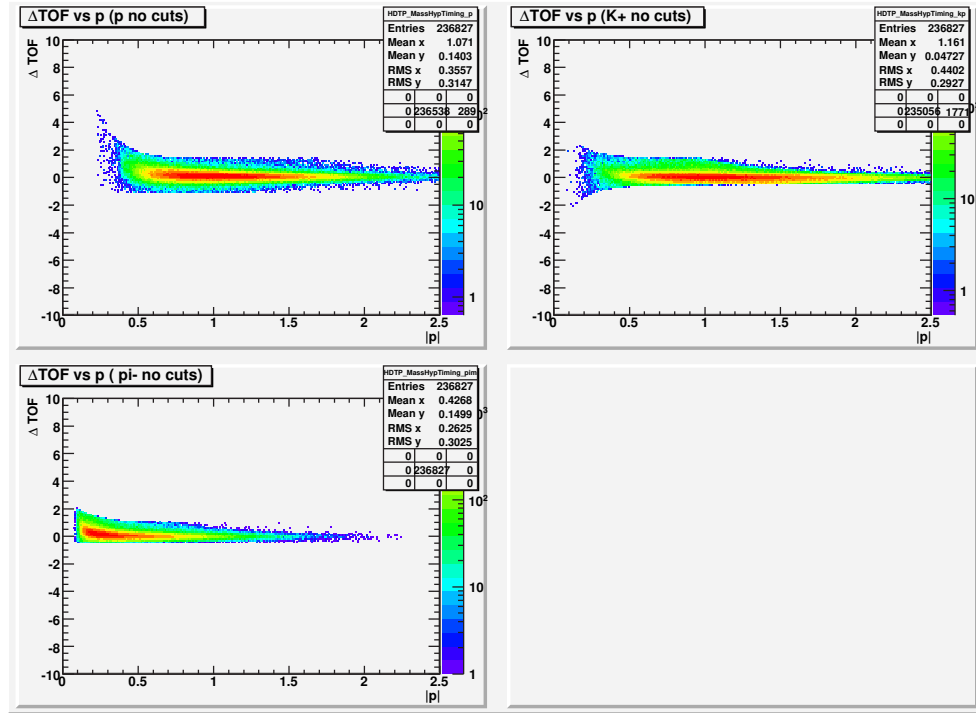 ΔTOF vs p (p no cuts)
HDTP_MassHypTiming_p
Entries 236827
Mean x 1.071
Mean y 0.1403
RMS x 0.3557
RMS y 0.3147
0 0 0
0 236538 289
0 0 0
Δ TOF
10
8
6
4
2
0
-2
-4
-6
-8
-10
0 0.5 1 1.5 2 2.5
|p|
10
1
ΔTOF vs p (K+ no cuts)
HDTP_MassHypTiming_kp
Entries 236827
Mean x 1.161
Mean y 0.04727
RMS x 0.4402
RMS y 0.2927
0 0 0
0 235056 1771
0 0 0
Δ TOF
10
8
6
4
2
0
-2
-4
-6
-8
-10
0 0.5 1 1.5 2 2.5
|p|
10
1
ΔTOF vs p ( pi- no cuts)
HDTP_MassHypTiming_pim
Entries 236827
Mean x 0.4268
Mean y 0.1499
RMS x 0.2625
RMS y 0.3025
0 0 0
0 236827 0
0 0 0
Δ TOF
10
8
6
4
2
0
-2
-4
-6
-8
-10
0 0.5 1 1.5 2 2.5
|p|
10²
10
1